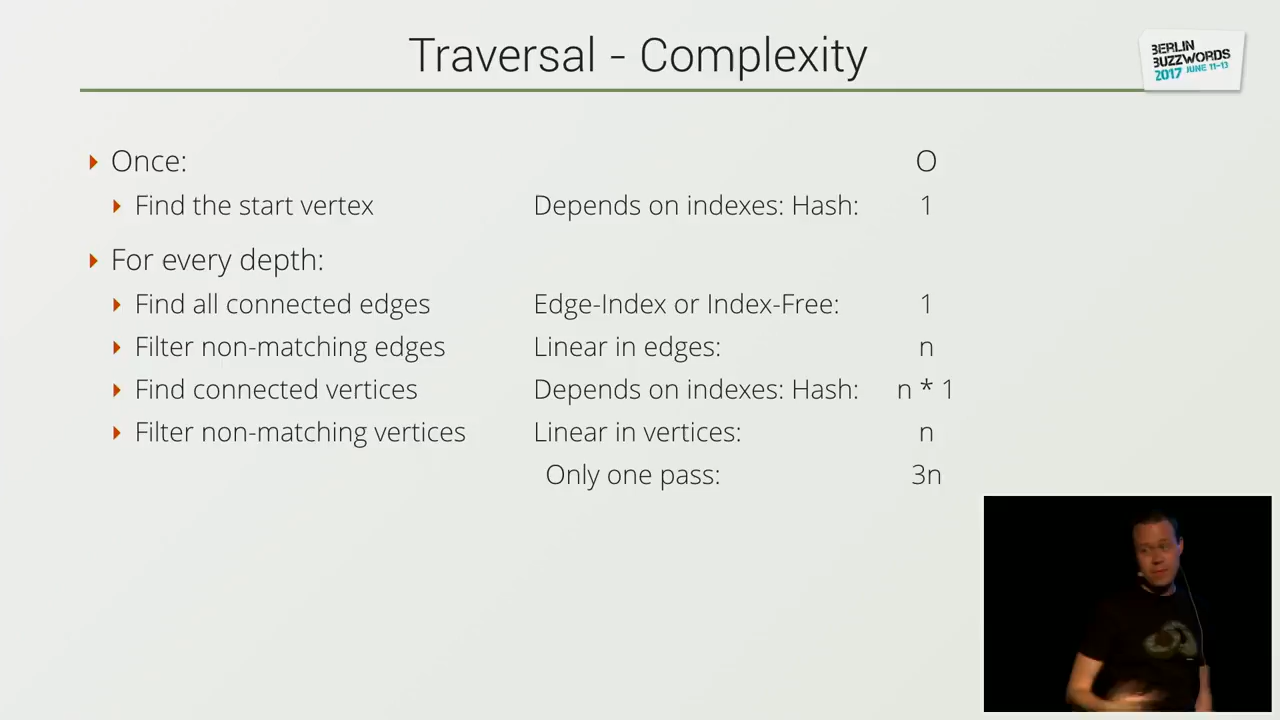 Traversal - Complexity
BERLIN
BUZZWORDS
2017 JUNE 11-13
Once: O
Find the start vertex Depends on indexes: Hash: 1
For every depth:
Find all connected edges Edge-Index or Index-Free: 1
Filter non-matching edges Linear in edges: n
Find connected vertices Depends on indexes: Hash: n * 1
Filter non-matching vertices Linear in vertices: n
Only one pass: 3n